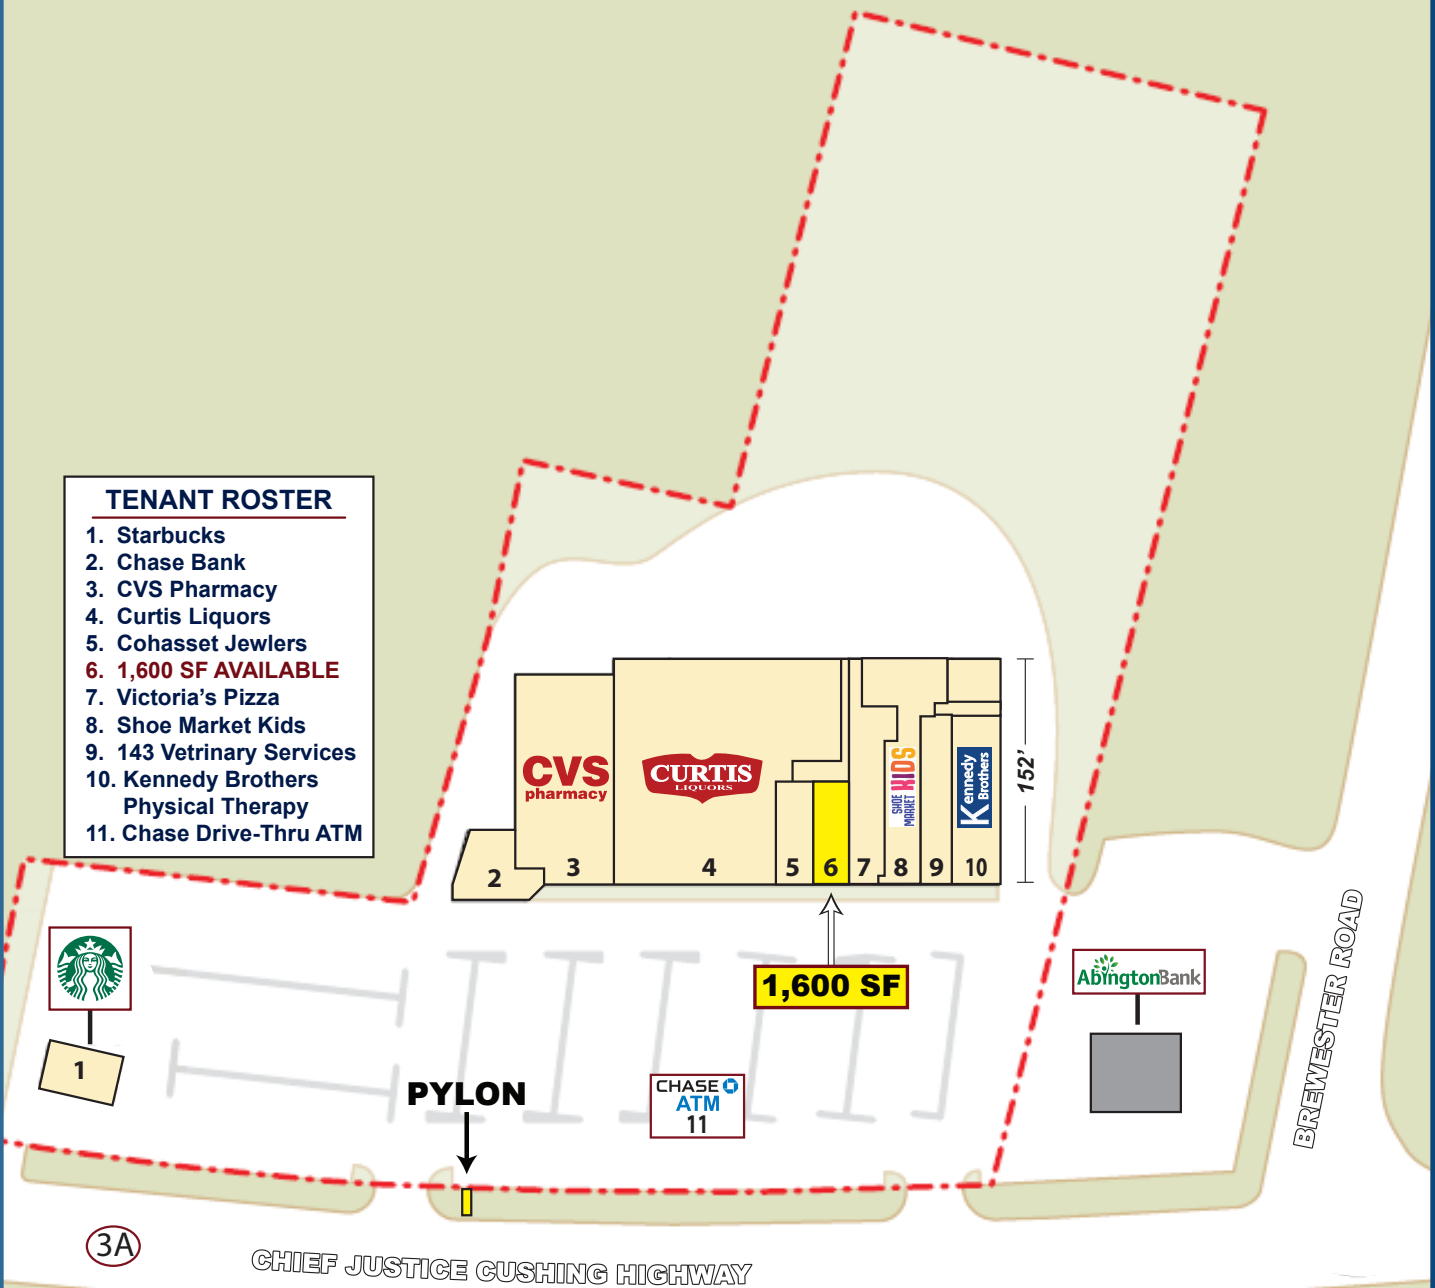 TENANT ROSTER
1. Starbucks
2. Chase Bank
3. CVS Pharmacy
4. Curtis Liquors
5. Cohasset Jewlers
6. 1,600 SF AVAILABLE
7. Victoria's Pizza
8. Shoe Market Kids
9. 143 Vetrinary Services
10. Kennedy Brothers
Physical Therapy
11. Chase Drive-Thru ATM
CVS
pharmacy
CURTIS
LIQUORS
SHOE
MARKET
KIDS
Kennedy
Brothers
152'
2
3
4
5
6
7
8
9
10
1,600 SF
AbingtonBank
1
PYLON
CHASE
ATM
11
BREWESTER ROAD
3A
CHIEF JUSTICE CUSHING HIGHWAY